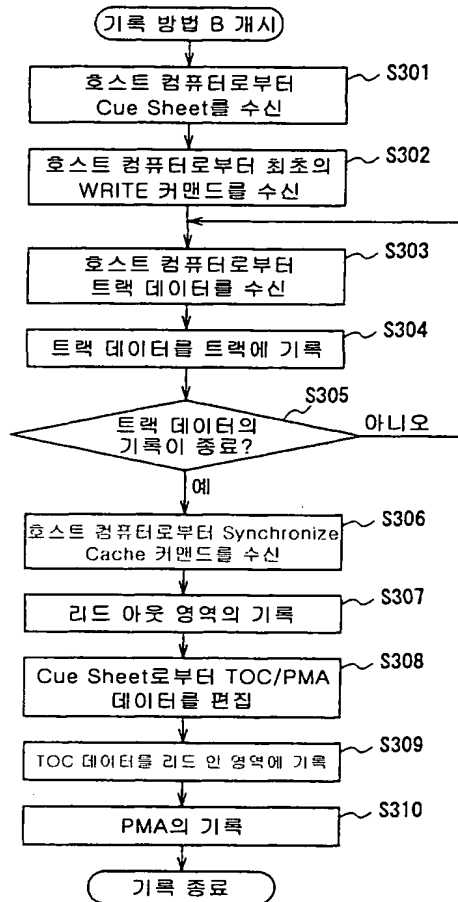 기록 방법 B 개시
S301
호스트 컴퓨터로부터
Cue Sheet를 수신
S302
호스트 컴퓨터로부터 최초의
WRITE 커맨드를 수신
S303
호스트 컴퓨터로부터
트랙 데이터를 수신
S304
트랙 데이터를 트랙에 기록
S305
트랙 데이터의
기록이 종료?
아니오
예
S306
호스트 컴퓨터로부터 Synchronize
Cache 커맨드를 수신
S307
리드 아웃 영역의 기록
S308
Cue Sheet로부터 TOC/PMA
데이터를 편집
S309
TOC 데이터를 리드 인 영역에 기록
S310
PMA의 기록
기록 종료